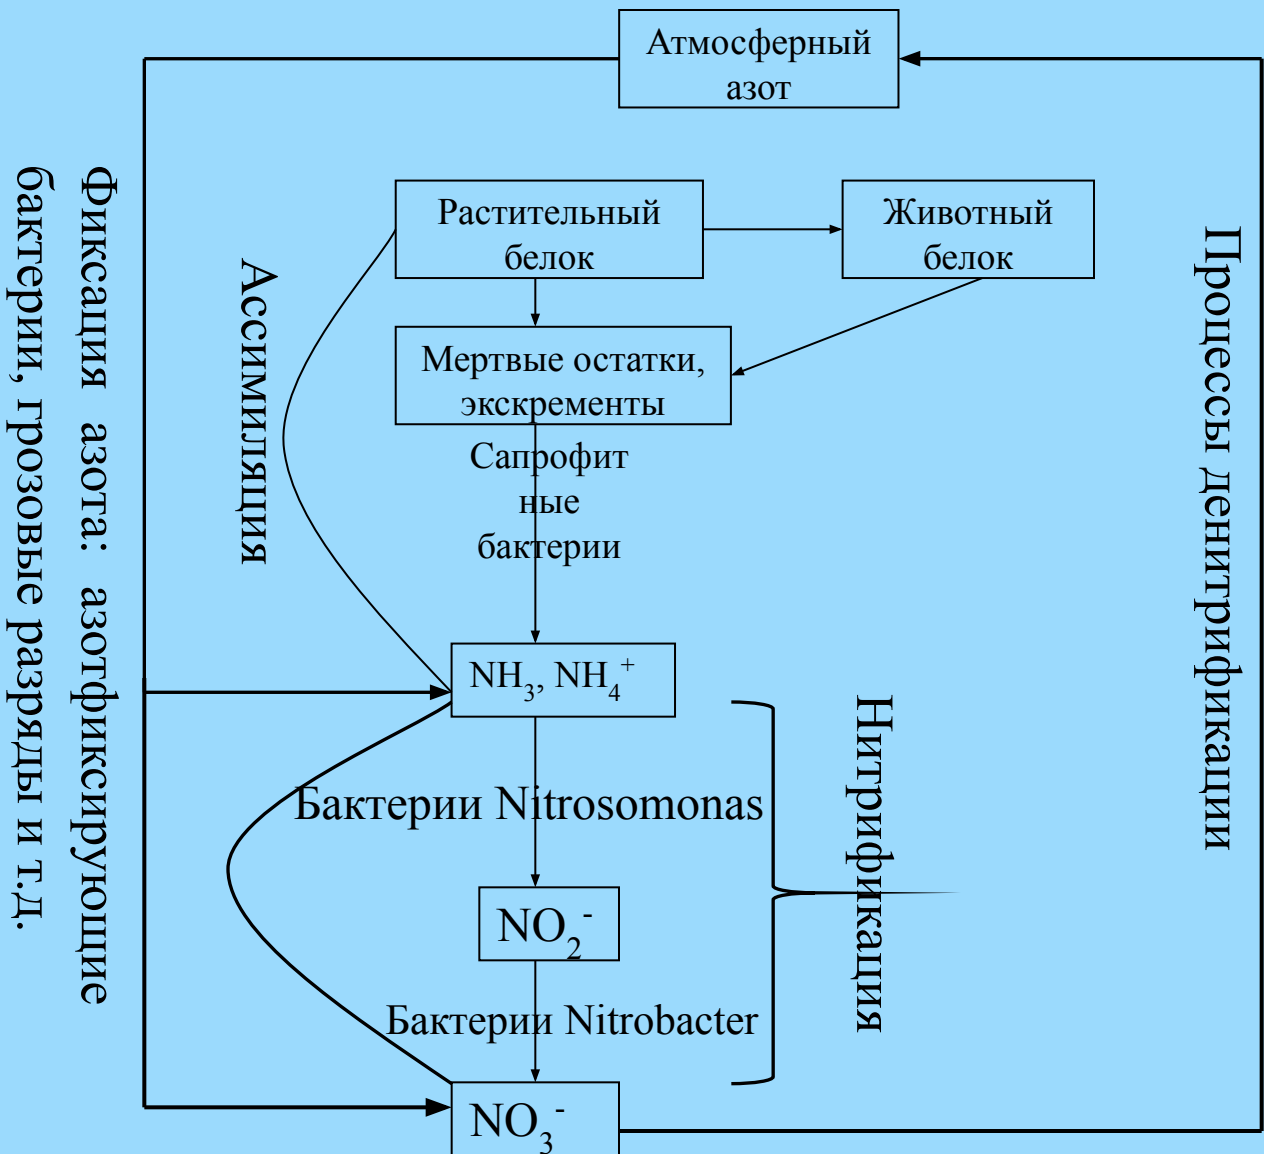 Атмосферный
азот
Растительный
белок
Животный
белок
Мертвые остатки,
экскременты
Сапрофит
ные
бактерии
Ассимиляция
Фиксация азота: азотфиксирующие
бактерии, грозовые разряды и т.д.
Процессы денитрификации
NH₃, NH₄⁺
Бактерии Nitrosomonas
NO₂⁻
Бактерии Nitrobacter
NO₃⁻
Нитрификация